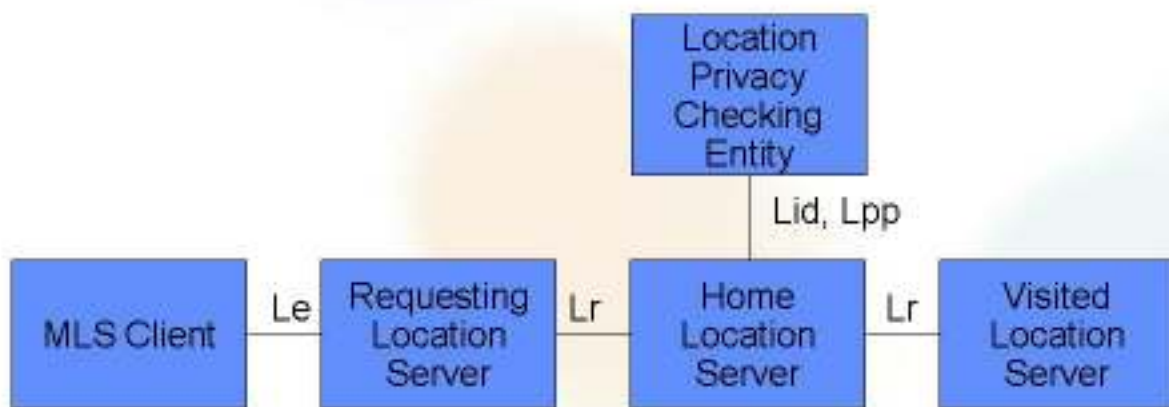 Location
Privacy
Checking
Entity
Lid, Lpp
MLS Client
Le
Requesting
Location
Server
Lr
Home
Location
Server
Lr
Visited
Location
Server